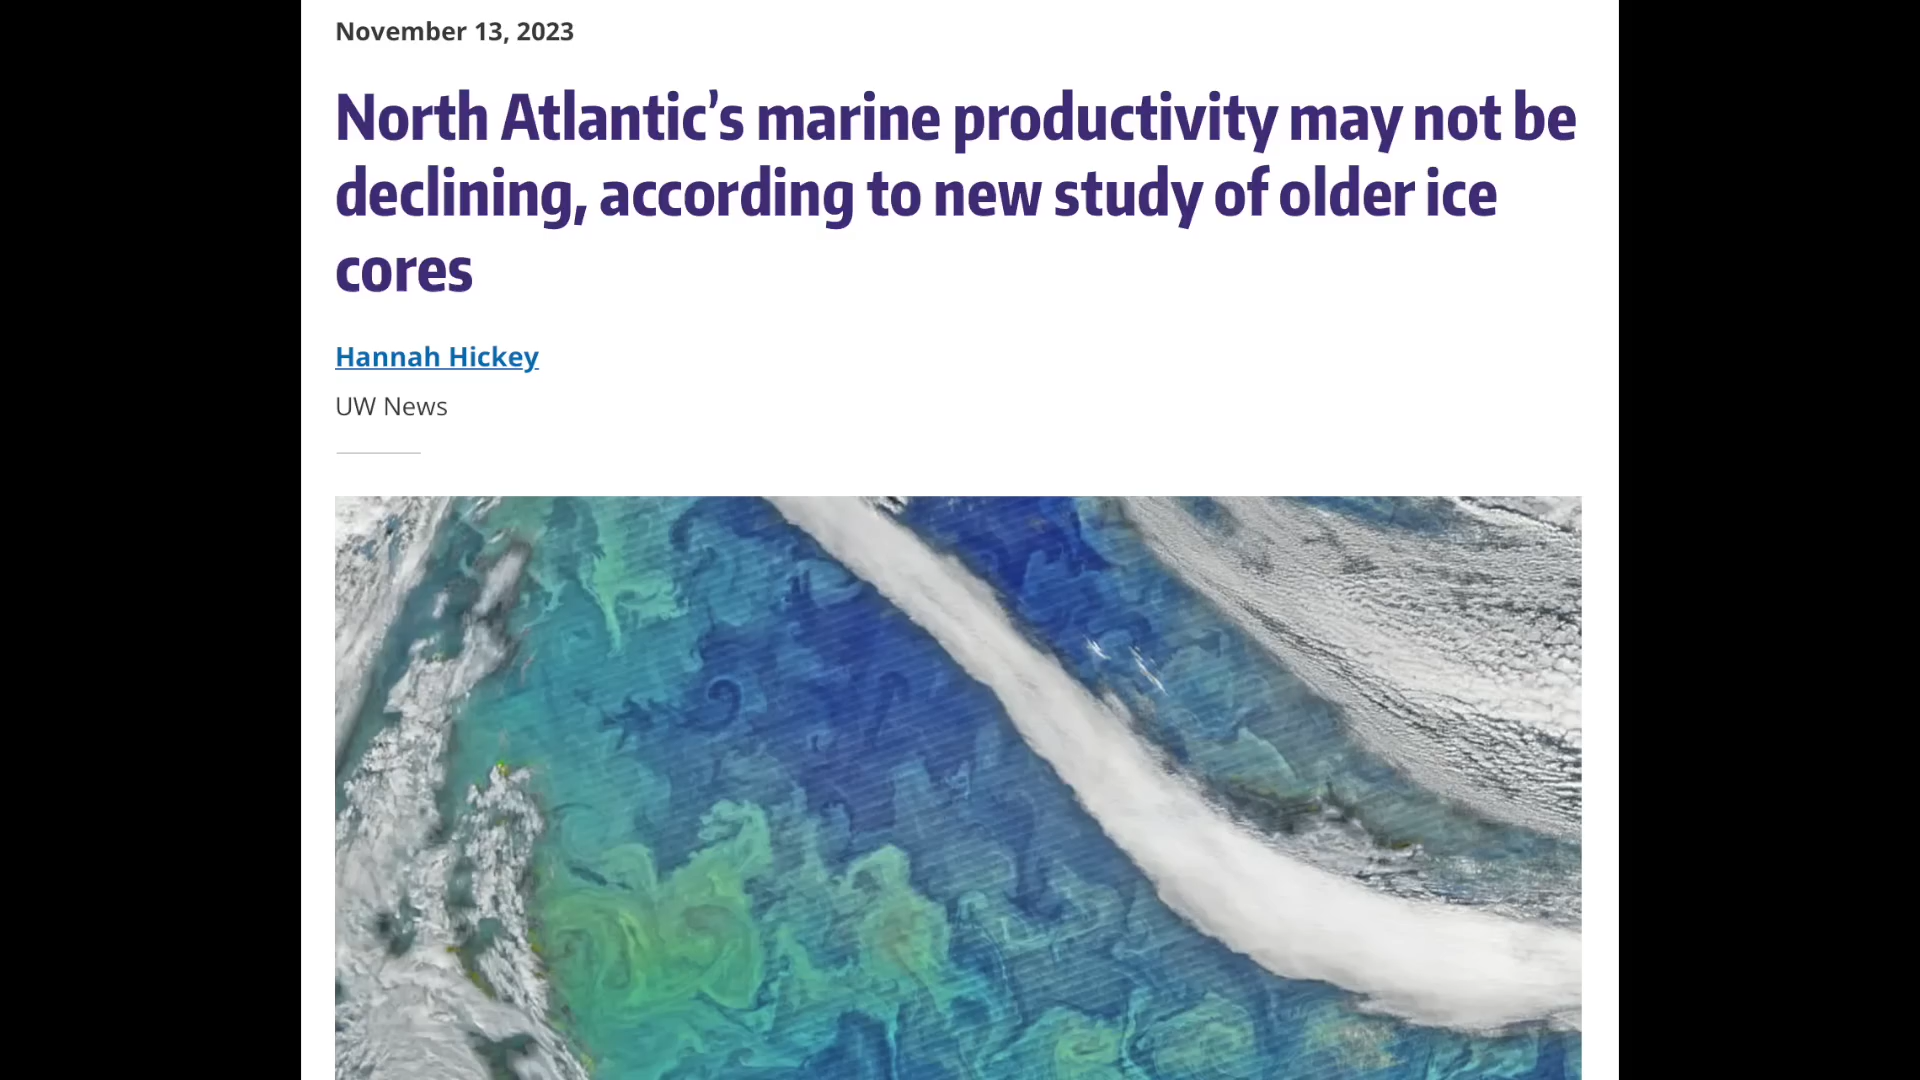 November 13, 2023
North Atlantic’s marine productivity may not be
declining, according to new study of older ice
cores
Hannah Hickey
UW News